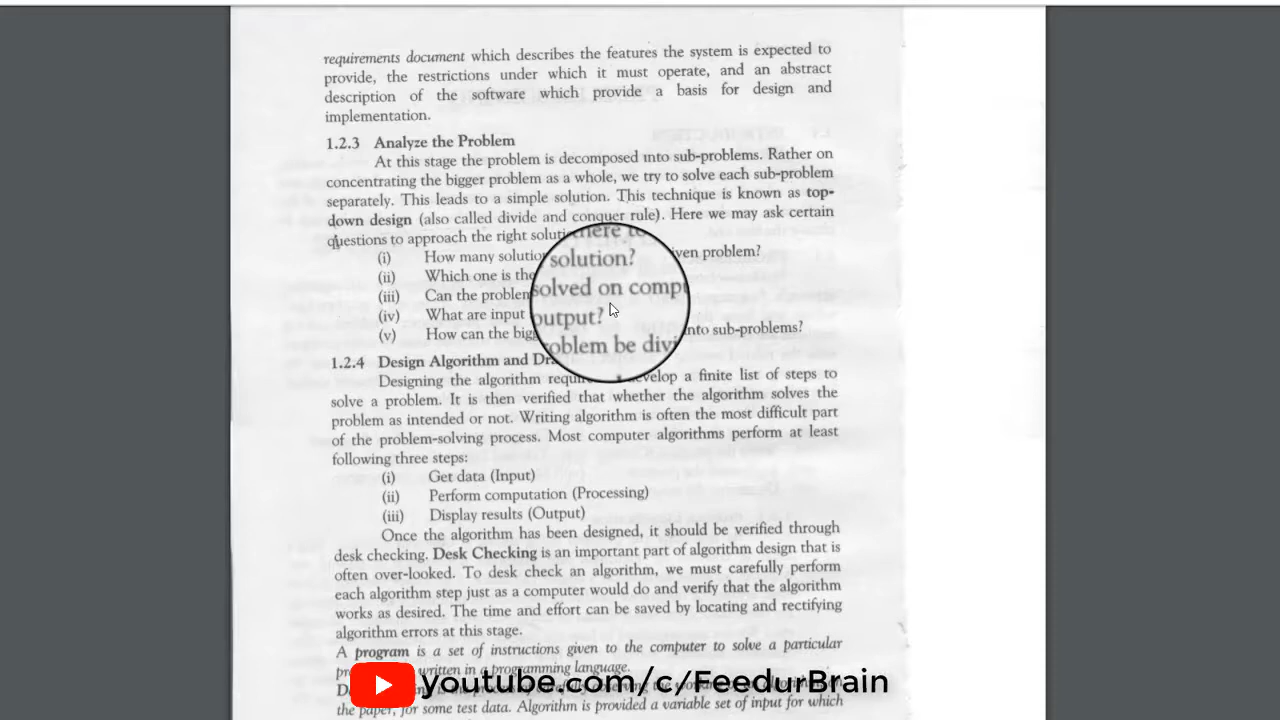 requirements document which describes the features the system is expected to
provide, the restrictions under which it must operate, and an abstract
description of the software which provide a basis for design and
implementation.
1.2.3 Analyze the Problem
At this stage the problem is decomposed into sub-problems. Rather on
concentrating the bigger problem as a whole, we try to solve each sub-problem
separately. This leads to a simple solution. This technique is known as top-
down design (also called divide and conquer rule). Here we may ask certain
questions to approach the right
(i) How many ven problem?
(ii) Which one is the
(iii) Can the problem
(iv) What are input
(v) How can the big nto sub-problems?
here to
solution?
solved on comp
output?
oblem be divi
1.2.4 Design Algorithm and
Designing the algorithm develop a finite list of steps to
solve a problem. It is then verified that whether the algorithm solves the
problem as intended or not. Writing algorithm is often the most difficult part
of the problem-solving process. Most computer algorithms perform at least
following three steps:
(i) Get data (Input)
(ii) Perform computation (Processing)
(iii) Display results (Output)
Once the algorithm has been designed, it should be verified through
desk checking. Desk Checking is an important part of algorithm design that is
often over-looked. To desk check an algorithm, we must carefully perform
each algorithm step just as a computer would do and verify that the algorithm
works as desired. The time and effort can be saved by locating and rectifying
algorithm errors at this stage.
A program is a set of instructions given to the computer to solve a particular
written in a programming language.
youtube.com/c/FeedurBrain
the paper, for some test data. Algorithm is provided a variable set of input for which